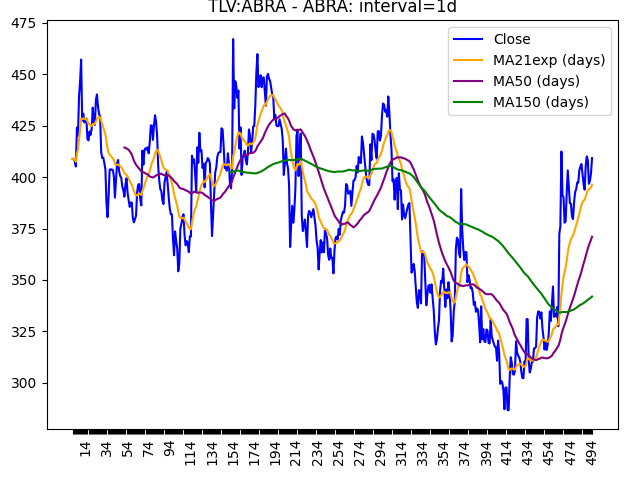 TLV:ABRA - ABRA: interval=1d
475
450
425
400
375
350
325
300
Close
MA21exp (days)
MA50 (days)
MA150 (days)
14 34 54 74 94 114 134 154 174 194 214 234 254 274 294 314 334 354 374 394 414 434 454 474 494